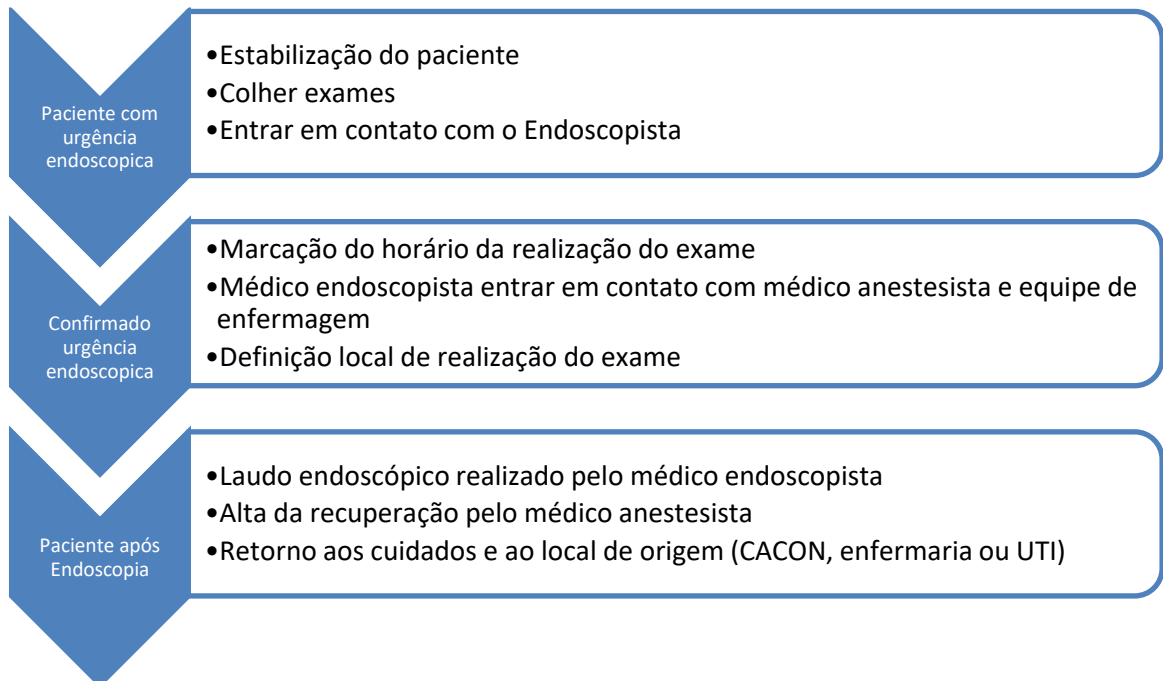 Paciente com
urgência
endoscopica
•Estabilização do paciente
•Colher exames
•Entrar em contato com o Endoscopista
Confirmado
urgência
endoscopica
•Marcação do horário da realização do exame
•Médico endoscopista entrar em contato com médico anestesista e equipe de
enfermagem
•Definição local de realização do exame
Paciente após
Endoscopia
•Laudo endoscópico realizado pelo médico endoscopista
•Alta da recuperação pelo médico anestesista
•Retorno aos cuidados e ao local de origem (CACON, enfermaria ou UTI)